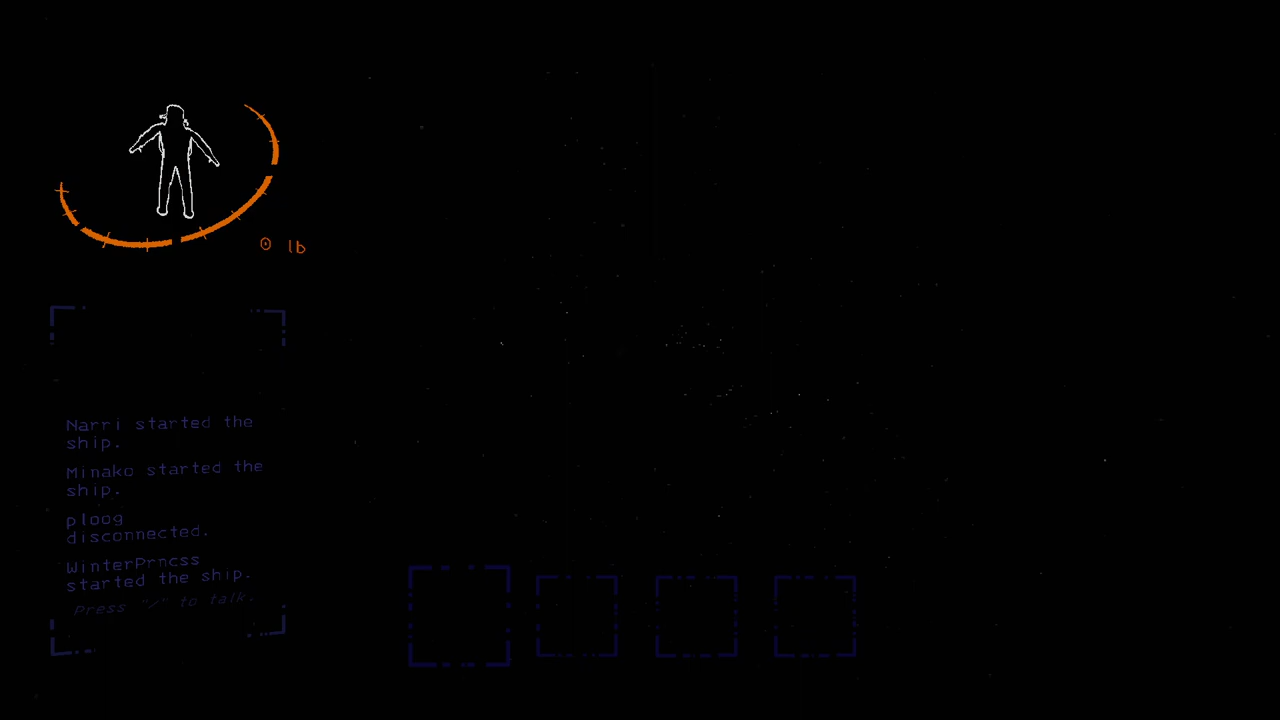 0 lb
Narri started the
ship.
Minako started the
ship.
ploog
disconnected.
WinterPrncss
started the ship.
Press "/" to talk.